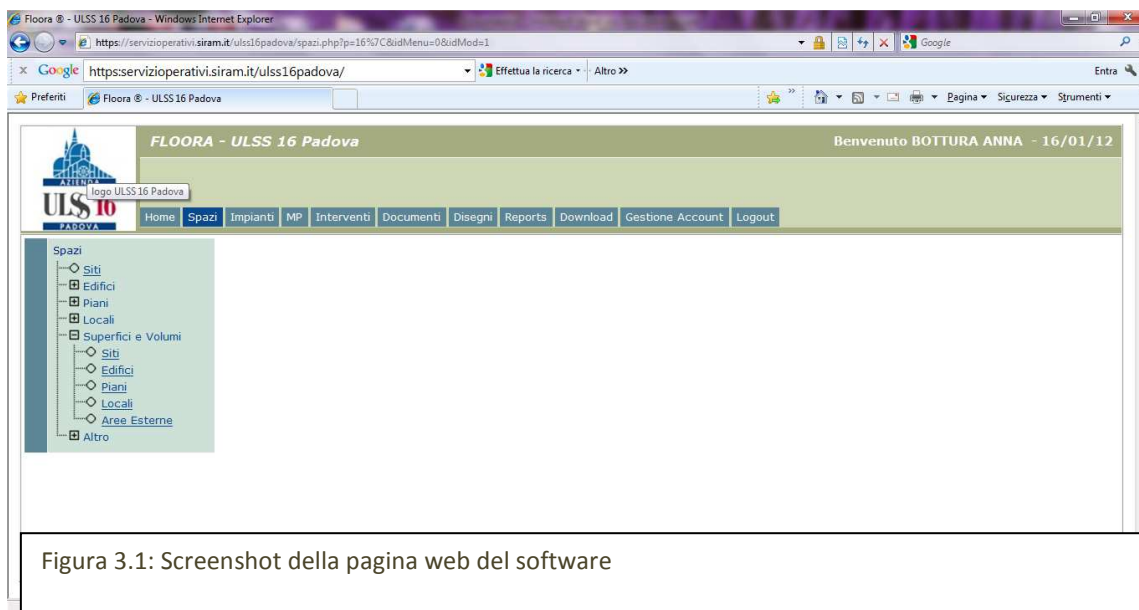 Floora ® - ULSS 16 Padova - Windows Internet Explorer
https://servizioperativi.siram.it/ulss16padova/spazi.php?p=16%7C&idMenu=0&idMod=1
Google
x Google https:servizioperativi.siram.it/ulss16padova/ Effettua la ricerca Altro >> Entra
Preferiti Floora ® - ULSS 16 Padova Pagina Sicurezza Strumenti
FLOORA - ULSS 16 Padova Benvenuto BOTTURA ANNA - 16/01/12
AZIENDA
logo ULSS 16 Padova
ULSS 16
PADOVA
Home Spazi Impianti MP Interventi Documenti Disegni Reports Download Gestione Account Logout
Spazi
Siti
Edifici
Piani
Locali
Superfici e Volumi
Siti
Edifici
Piani
Locali
Aree Esterne
Altro
Figura 3.1: Screenshot della pagina web del software